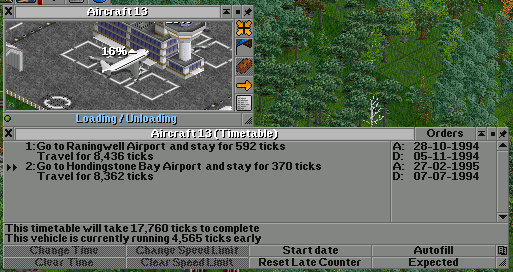 Aircraft 13
16%
Loading / Unloading
Aircraft 13 (Timetable)
Orders
1: Go to Raningwell Airport and stay for 592 ticks
A: 28-10-1994
Travel for 8,436 ticks
D: 05-11-1994
2: Go to Hondingstone Bay Airport and stay for 370 ticks
A: 27-02-1995
Travel for 8,362 ticks
D: 07-07-1994
This timetable will take 17,760 ticks to complete
This vehicle is currently running 4,565 ticks early
Change Time
Change Speed Limit
Start date
Autofill
Clear Time
Clear Speed Limit
Reset Late Counter
Expected